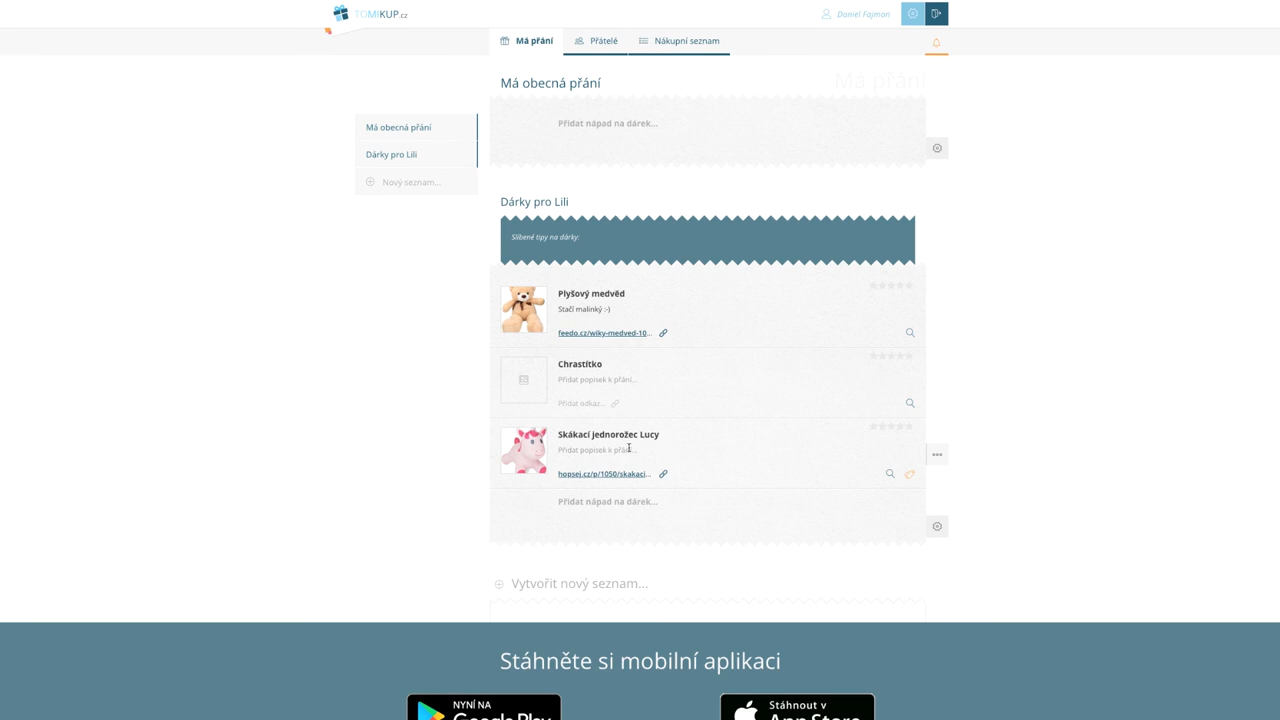 TOMIKUP.cz
Daniel Fajmon
Má přání
Přátelé
Nákupní seznam
Má obecná přání
Má přání
Přidat nápad na dárek...
Má obecná přání
Dárky pro Lili
Nový seznam...
Dárky pro Lili
Slíbené tipy na dárky:
Plyšový medvěd
Stačí malinký :-)
feedo.cz/wiky-medved-10...
Chrastítko
Přidat popisek k přání...
Přidat odkaz...
Skákací jednorožec Lucy
Přidat popisek k přání...
hopsej.cz/p/1050/skakaci...
Přidat nápad na dárek...
Vytvořit nový seznam...
Stáhněte si mobilní aplikaci
NYNÍ NA
Google Play
Stáhnout v
App Store